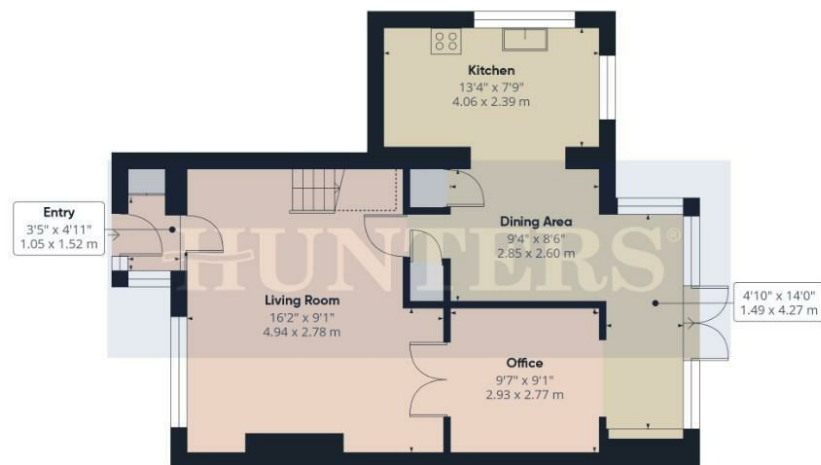 Kitchen
13'4" x 7'9"
4.06 x 2.39 m
Entry
3'5" x 4'11"
1.05 x 1.52 m
Dining Area
9'4" x 8'6"
2.85 x 2.60 m
HUNTERS®
Living Room
16'2" x 9'1"
4.94 x 2.78 m
4'10" x 14'0"
1.49 x 4.27 m
Office
9'7" x 9'1"
2.93 x 2.77 m